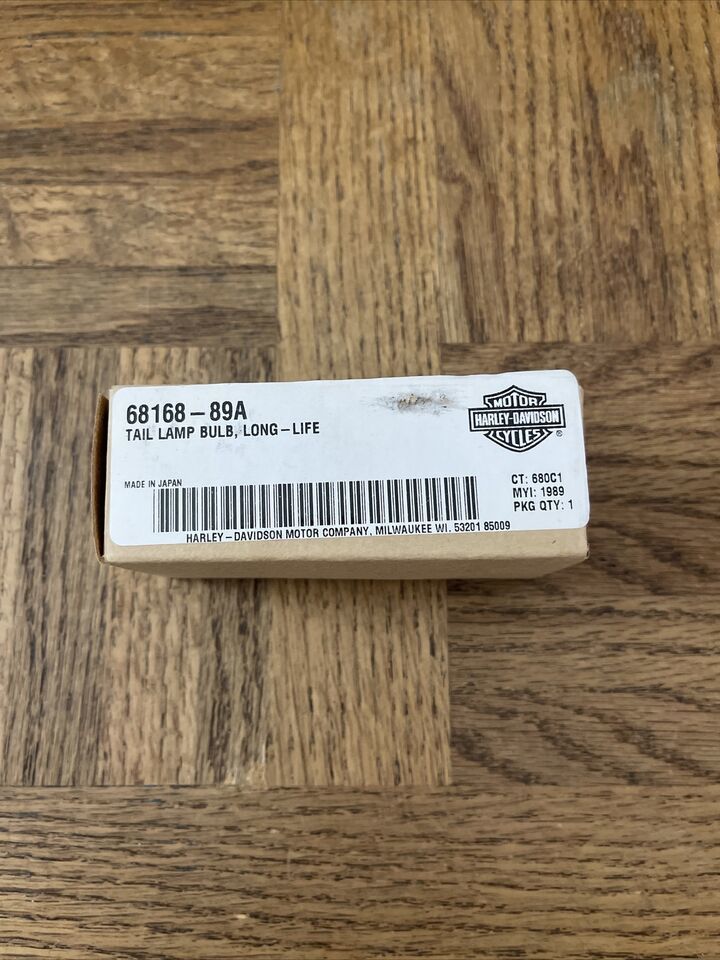 68168-89A
TAIL LAMP BULB, LONG-LIFE
MOTOR
HARLEY-DAVIDSON
CYCLES
®
MADE IN JAPAN
CT: 680C1
MYI: 1989
PKG QTY: 1
HARLEY-DAVIDSON MOTOR COMPANY, MILWAUKEE WI. 53201 85009